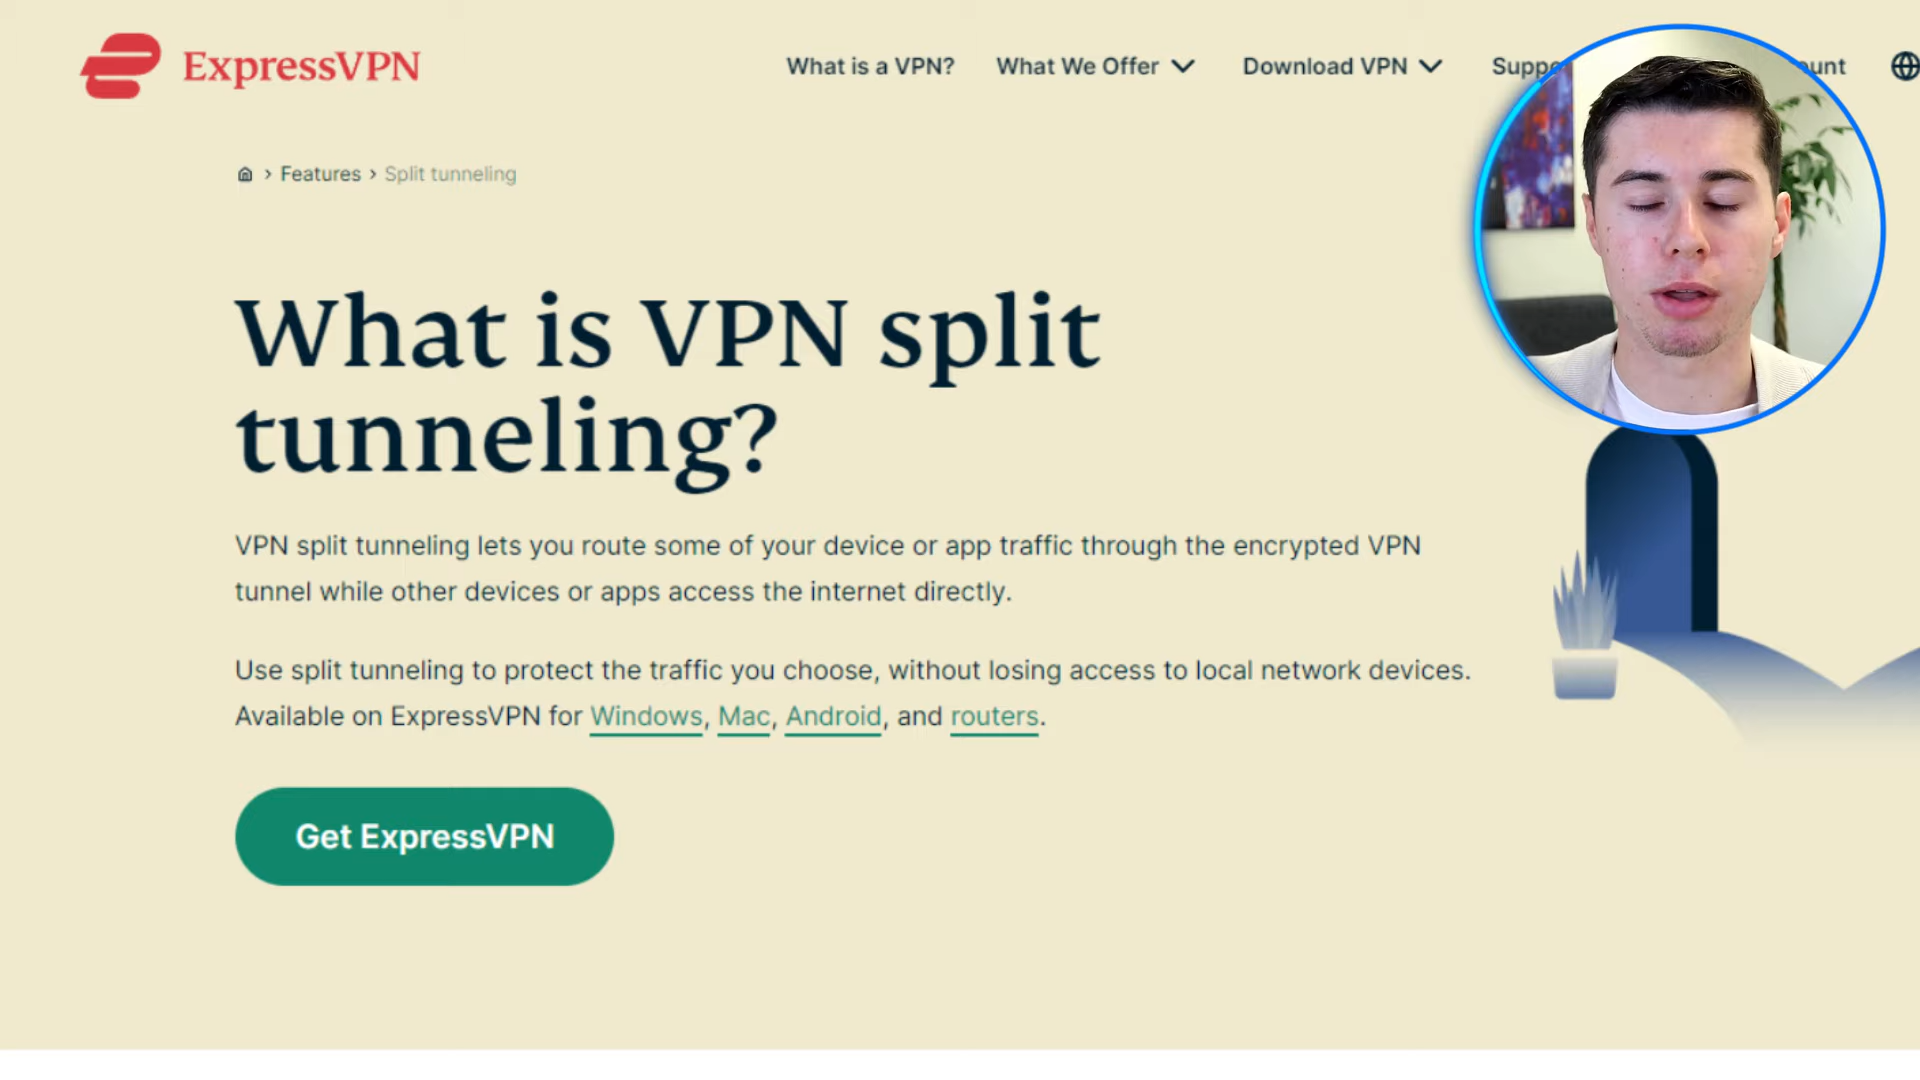 ExpressVPN
What is a VPN? What We Offer Download VPN
Features › Split tunneling
What is VPN split
tunneling?
VPN split tunneling lets you route some of your device or app traffic through the encrypted VPN
tunnel while other devices or apps access the internet directly.
Use split tunneling to protect the traffic you choose, without losing access to local network devices.
Available on ExpressVPN for Windows, Mac, Android, and routers.
Get ExpressVPN